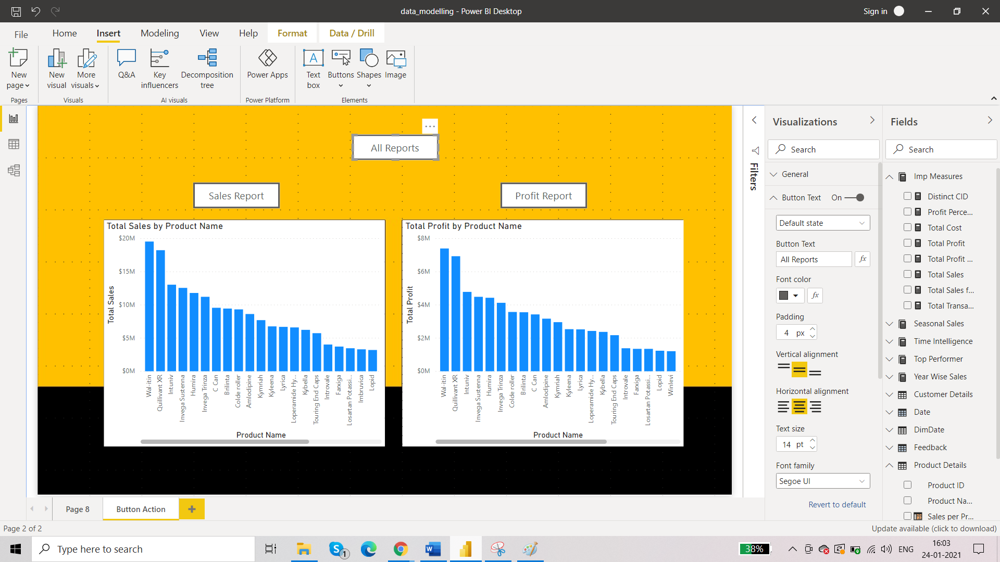 data_modelling - Power BI Desktop
Sign in
File Home Insert Modeling View Help Format Data / Drill
New page
New visual
More visuals
Q&A
Key influencers
Decomposition tree
Power Apps
Text box
Buttons
Shapes
Image
Pages
Visuals
AI visuals
Power Platform
Elements
All Reports
Sales Report
Profit Report
Total Sales by Product Name
$20M
$15M
$10M
$5M
$0M
Total Sales
Wal-itin
Quillivant XR
Intuniv
Invega Sustenna
Humira
Invega Trinza
C Can
Brilinta
Colde roller
Amlodipine
Kymriah
Kyleena
Lyrica
Loperamide Hy...
Kybella
Touring End Caps
Introvale
Farxiga
Losartan Potassi...
Imbruvica
Lopid
Product Name
Total Profit by Product Name
$8M
$6M
$4M
$2M
$0M
Total Profit
Wal-itin
Quillivant XR
Intuniv
Invega Sustenna
Humira
Invega Trinza
Colde roller
Brilinta
C Can
Amlodipine
Kymriah
Kyleena
Lyrica
Loperamide Hy...
Kybella
Touring End Caps
Introvale
Farxiga
Losartan Potassi...
Lopid
Winlevi
Product Name
Filters
Visualizations
Search
General
Button Text On
Default state
Button Text
All Reports
fx
Font color
fx
Padding
4 px
Vertical alignment
Horizontal alignment
Text size
14 pt
Font family
Segoe UI
Revert to default
Fields
Search
Imp Measures
Distinct CID
Profit Perce...
Total Cost
Total Profit
Total Profit ...
Total Sales
Total Sales f...
Total Transa...
Seasonal Sales
Time Intelligence
Top Performer
Year Wise Sales
Customer Details
Date
DimDate
Feedback
Product Details
Product ID
Product Na...
Sales per Pr...
Page 8
Button Action
Page 2 of 2
Update available (click to download)
Type here to search
1
38%
ENG
16:03
24-01-2021